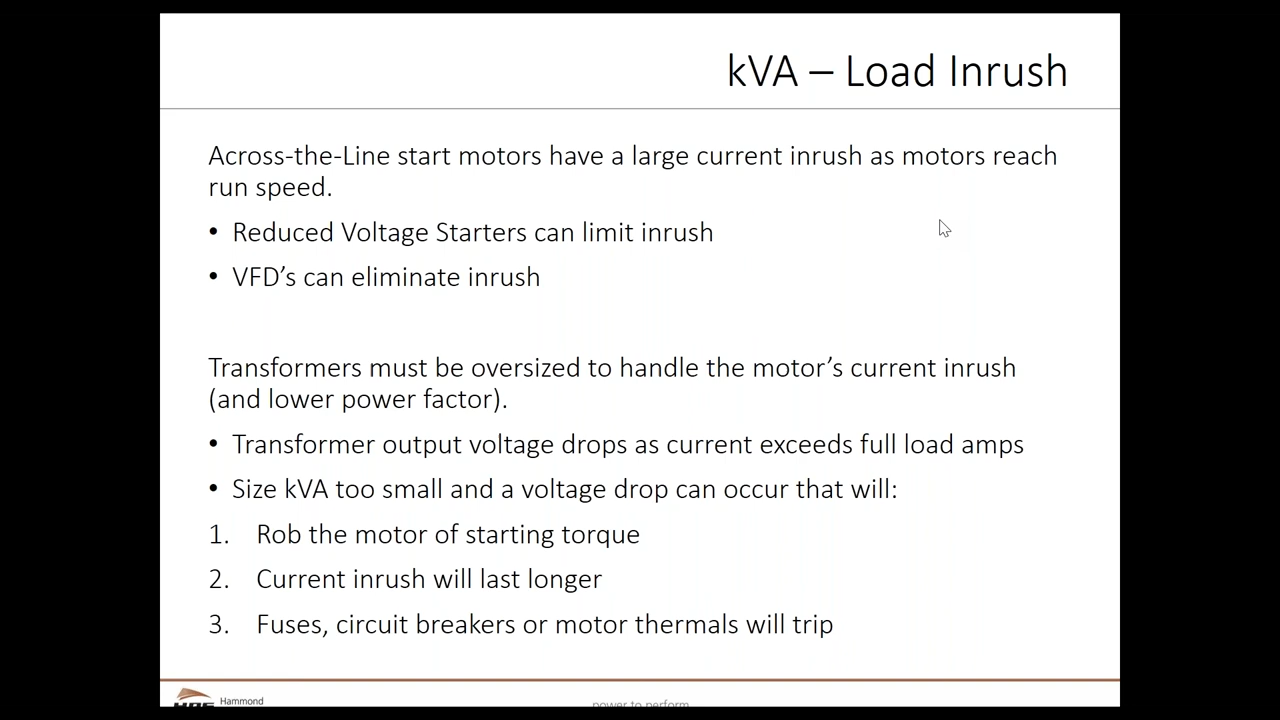 kVA – Load Inrush
Across-the-Line start motors have a large current inrush as motors reach
run speed.
• Reduced Voltage Starters can limit inrush
• VFD’s can eliminate inrush
Transformers must be oversized to handle the motor’s current inrush
(and lower power factor).
• Transformer output voltage drops as current exceeds full load amps
• Size kVA too small and a voltage drop can occur that will:
1. Rob the motor of starting torque
2. Current inrush will last longer
3. Fuses, circuit breakers or motor thermals will trip
HPS Hammond
power to perform